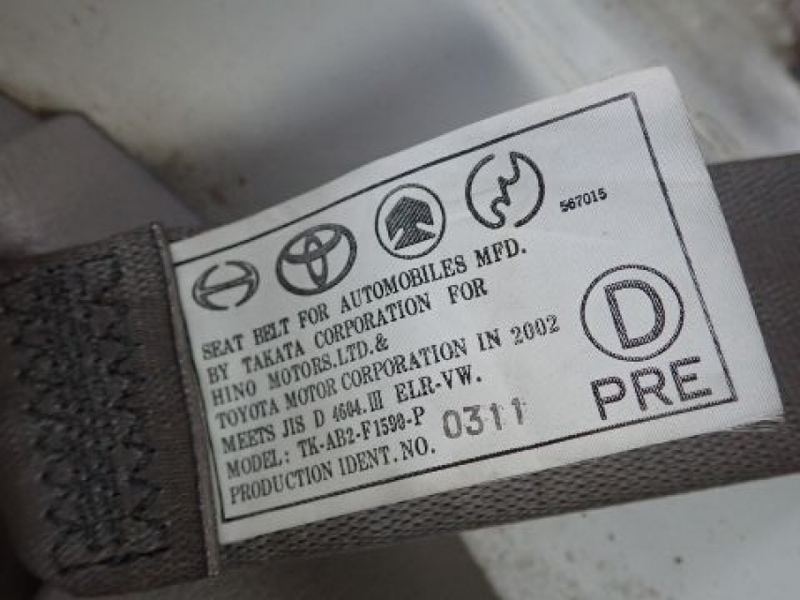 567015
SEAT BELT FOR AUTOMOBILES MFD.
BY TAKATA CORPORATION FOR
HINO MOTORS,LTD.&
TOYOTA MOTOR CORPORATION IN 2002
MEETS JIS D 4604.III ELR-VW.
MODEL: TK-AB2-F1590-P
PRODUCTION IDENT.NO. 0311
D
PRE